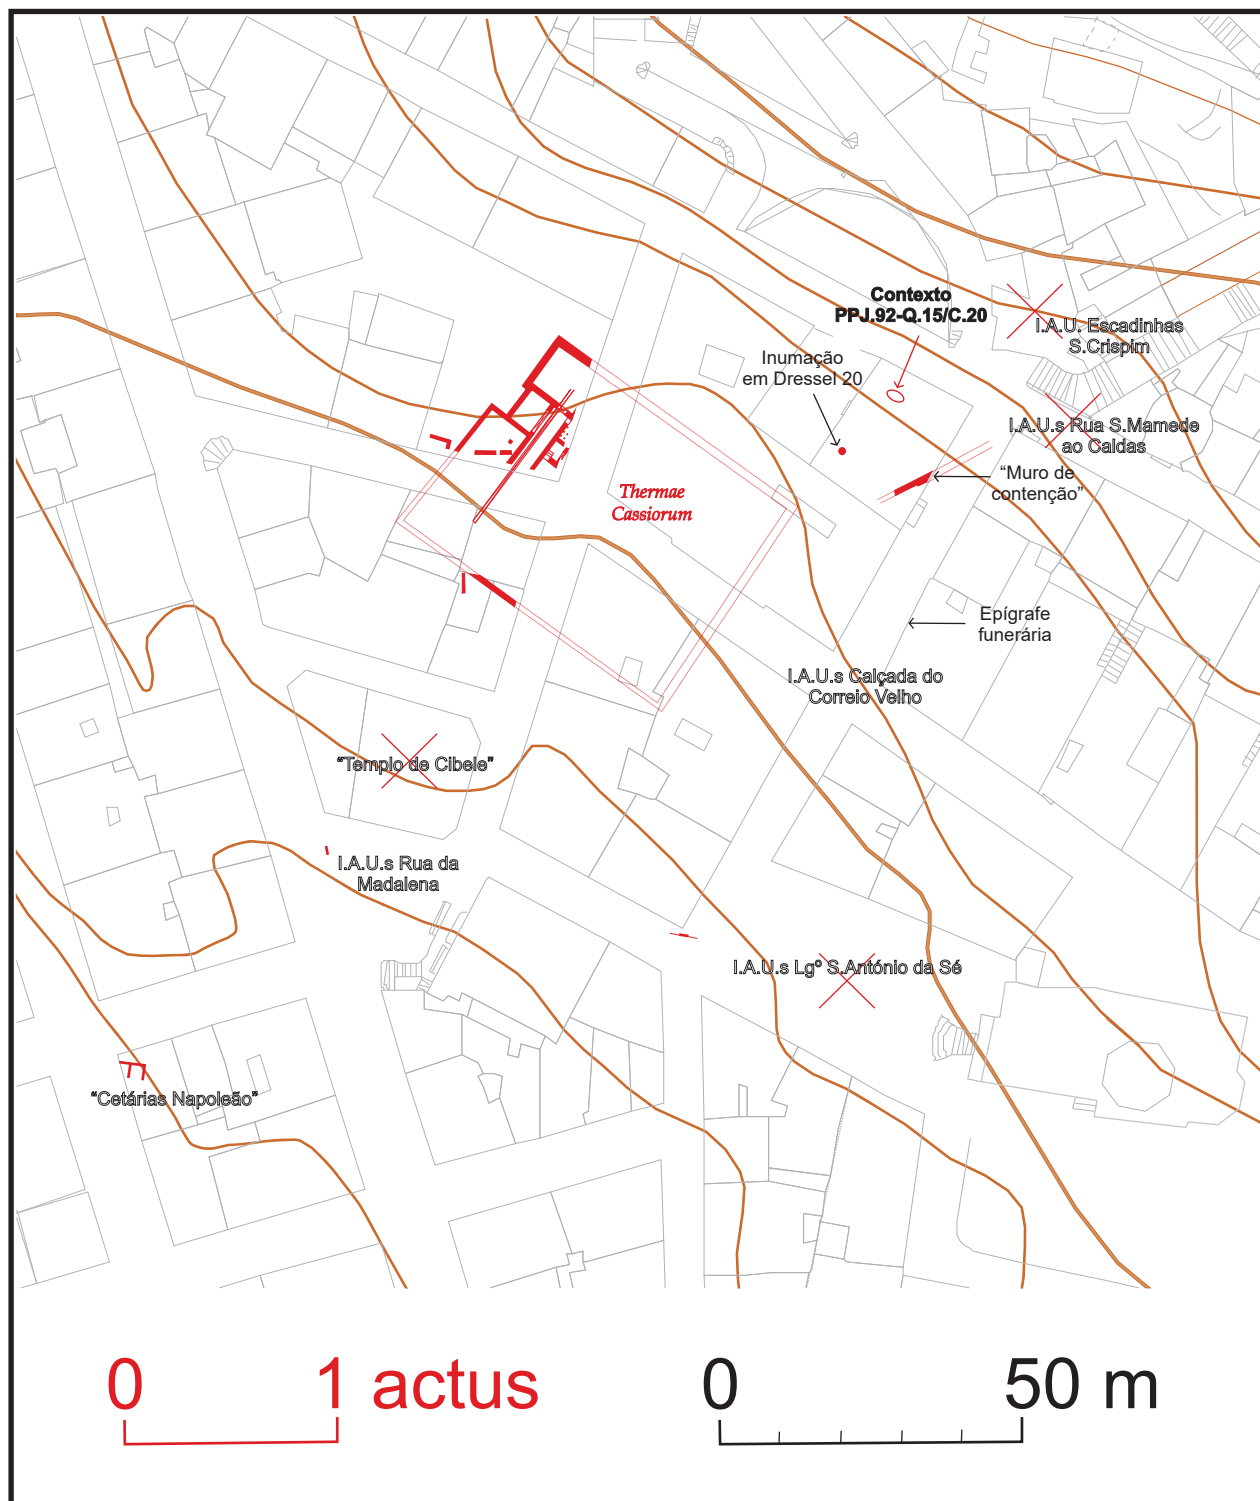 Contexto
PPJ.92-Q.15/C.20
I.A.U. Escadinhas
S.Crispim
Inumação
em Dressel 20
I.A.U.s Rua S.Mamede
ao Caldas
“Muro de
contenção”
Thermae
Cassiorum
Epígrafe
funerária
I.A.U.s Calçada do
Correio Velho
“Templo de Cibele”
I.A.U.s Rua da
Madalena
I.A.U.s Lgº S.António da Sé
“Cetárias Napoleão”
0 1 actus
0 50 m